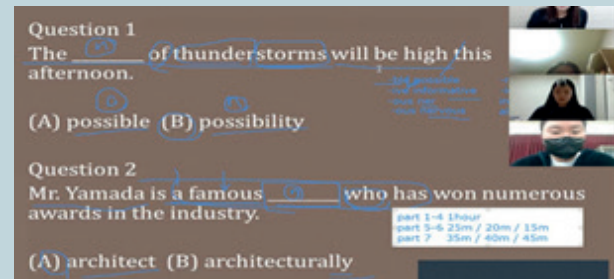 Question 1
The ______ of thunderstorms will be high this
afternoon.
(A) possible (B) possibility
Question 2
Mr. Yamada is a famous ______ who has won numerous
awards in the industry.
(A) architect (B) architecturally
part 1-4 1hour
part 5-6 25m / 20m / 15m
part 7 35m / 40m / 45m